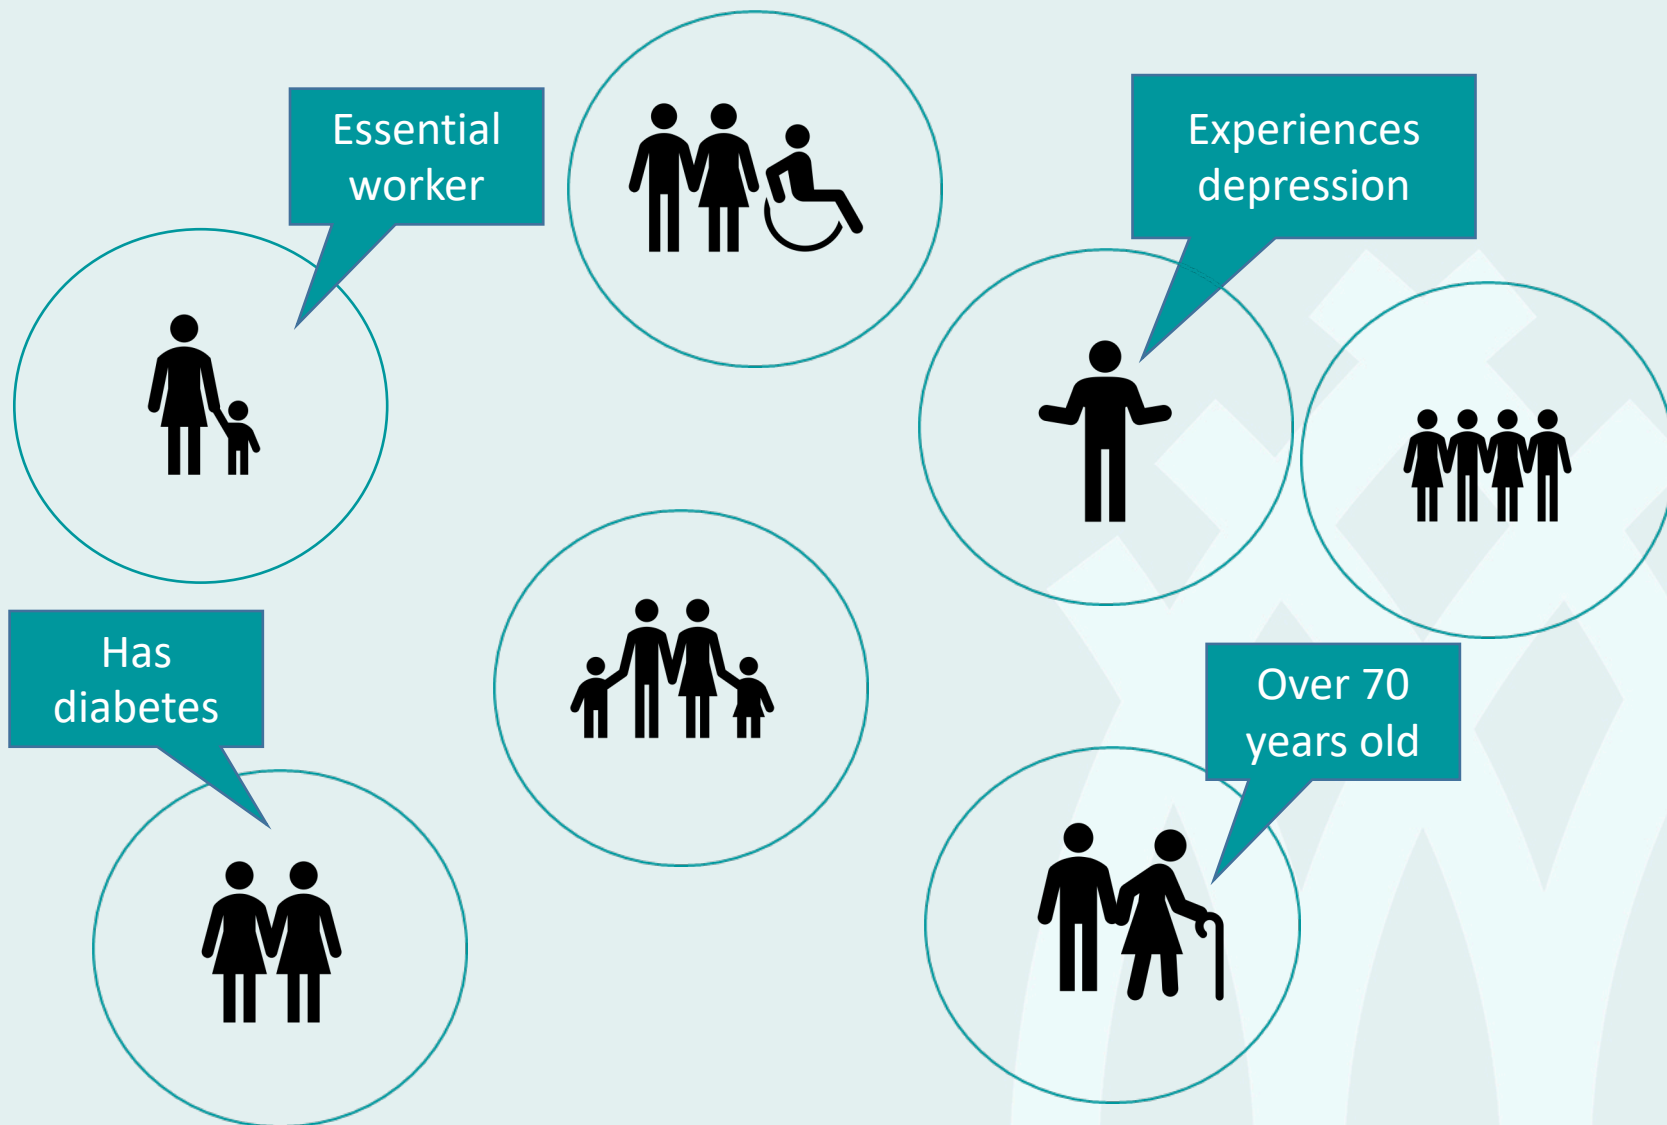 Essential
worker
Experiences
depression
Has
diabetes
Over 70
years old